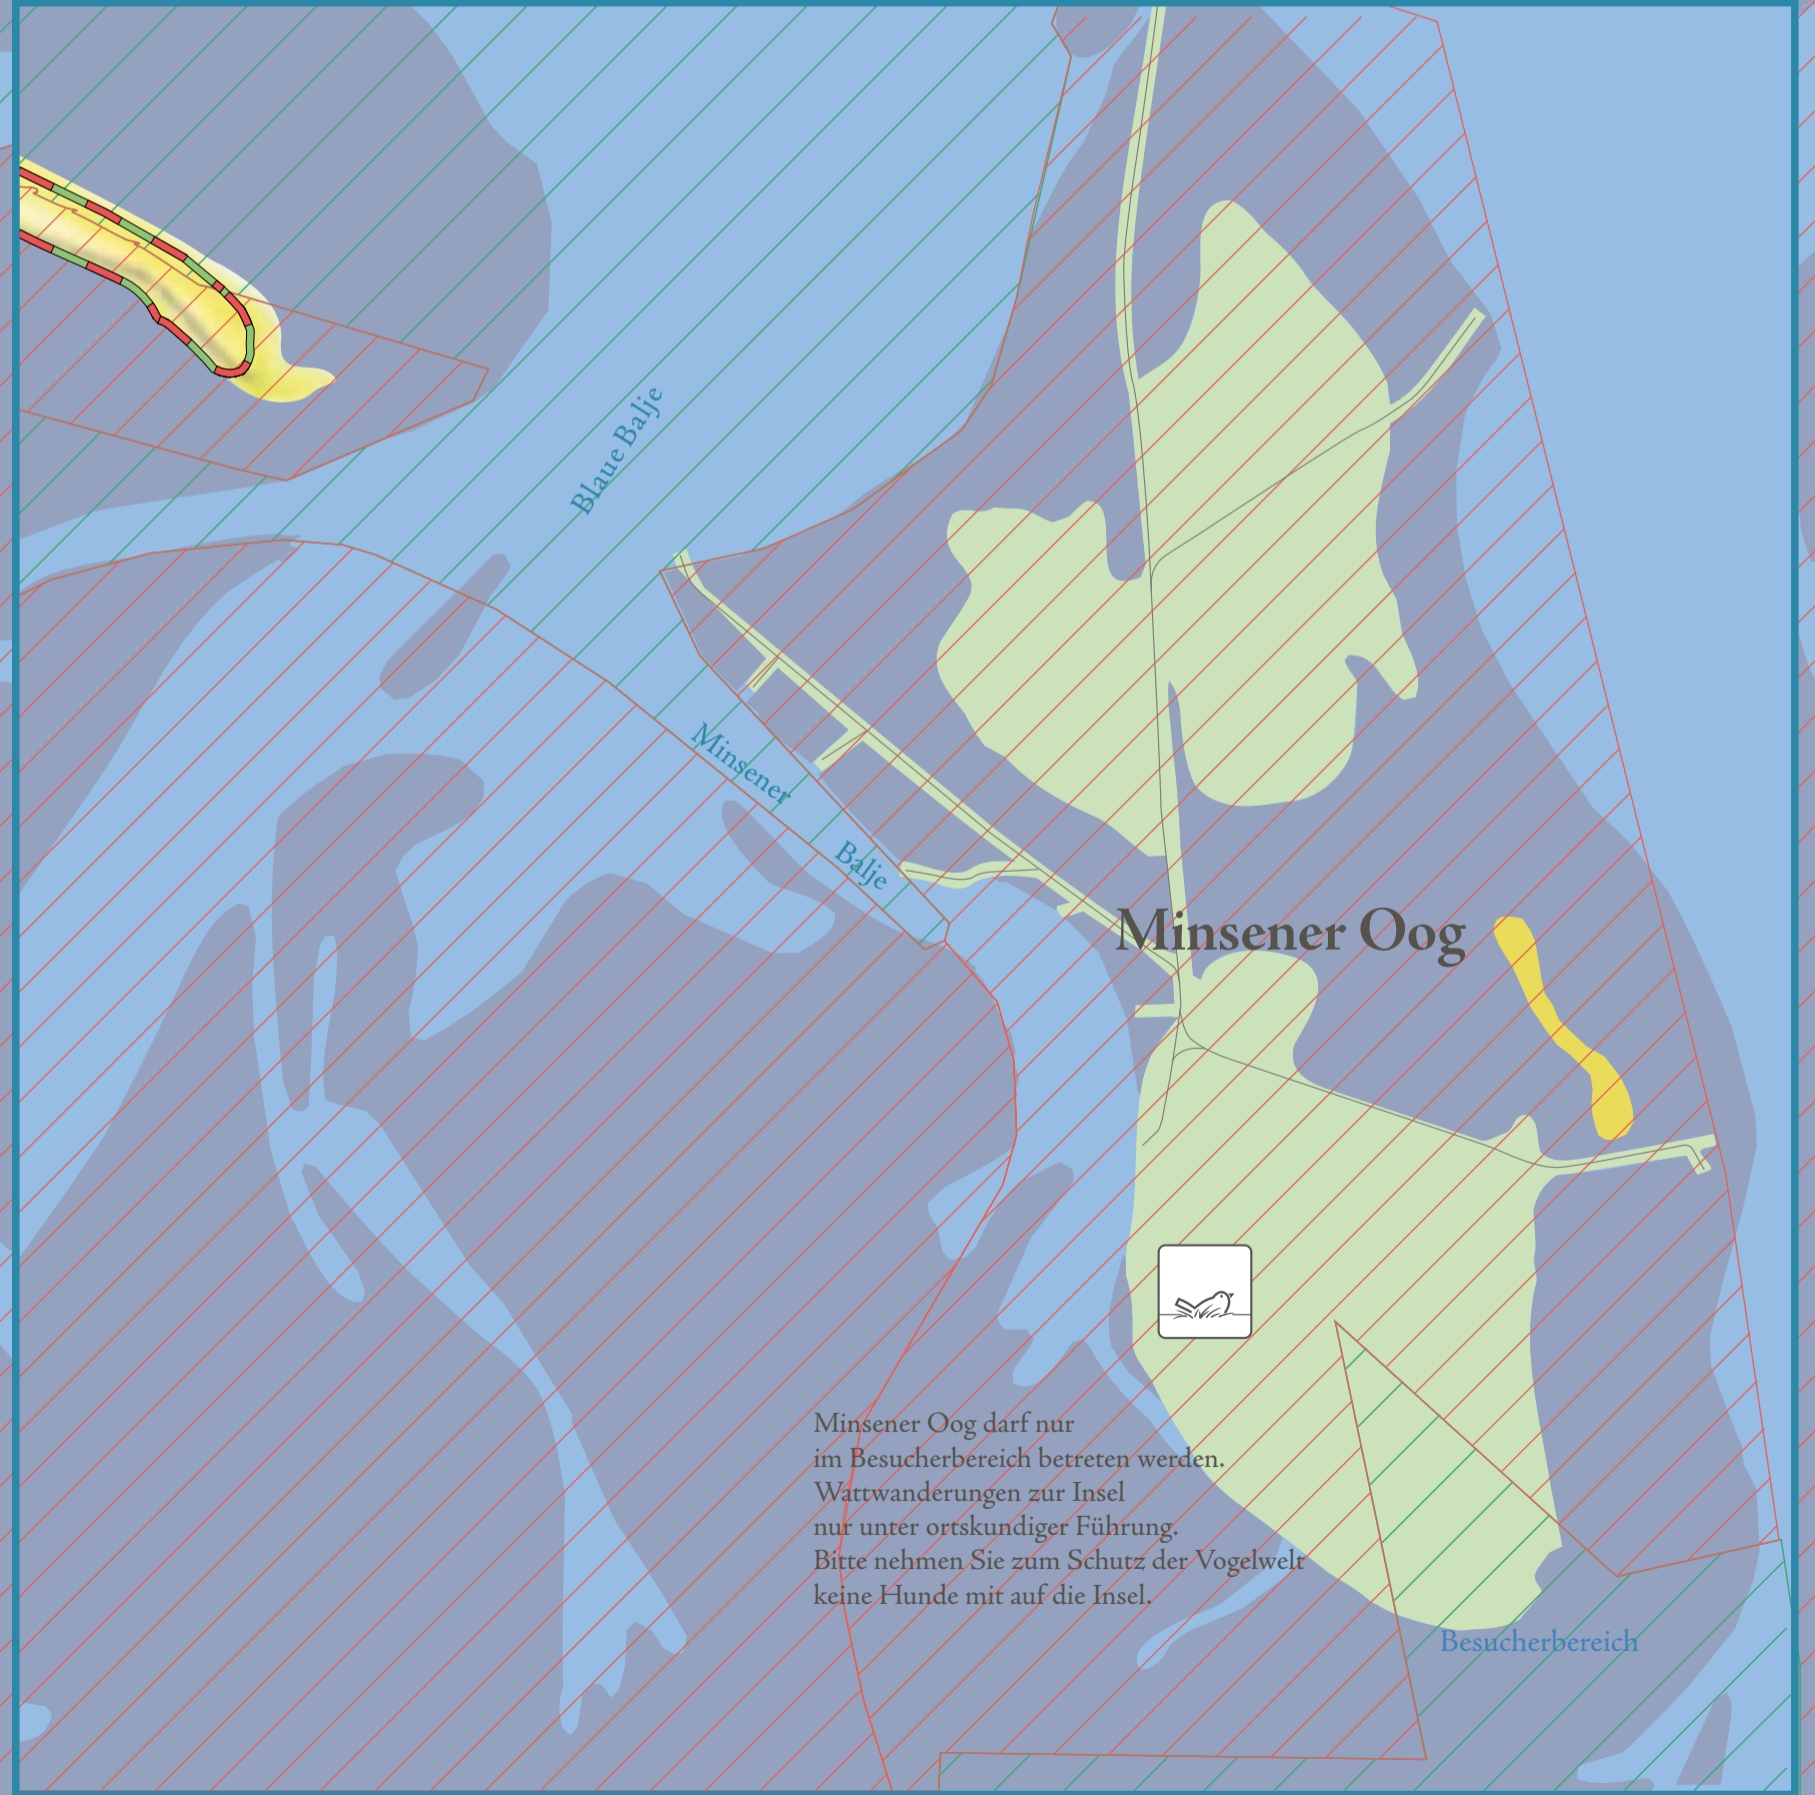 Blaue Balje
Minsener
Balje
Minsener Oog
Minsener Oog darf nur
im Besucherbereich betreten werden.
Wattwanderungen zur Insel
nur unter ortskundiger Führung.
Bitte nehmen Sie zum Schutz der Vogelwelt
keine Hunde mit auf die Insel.
Besucherbereich